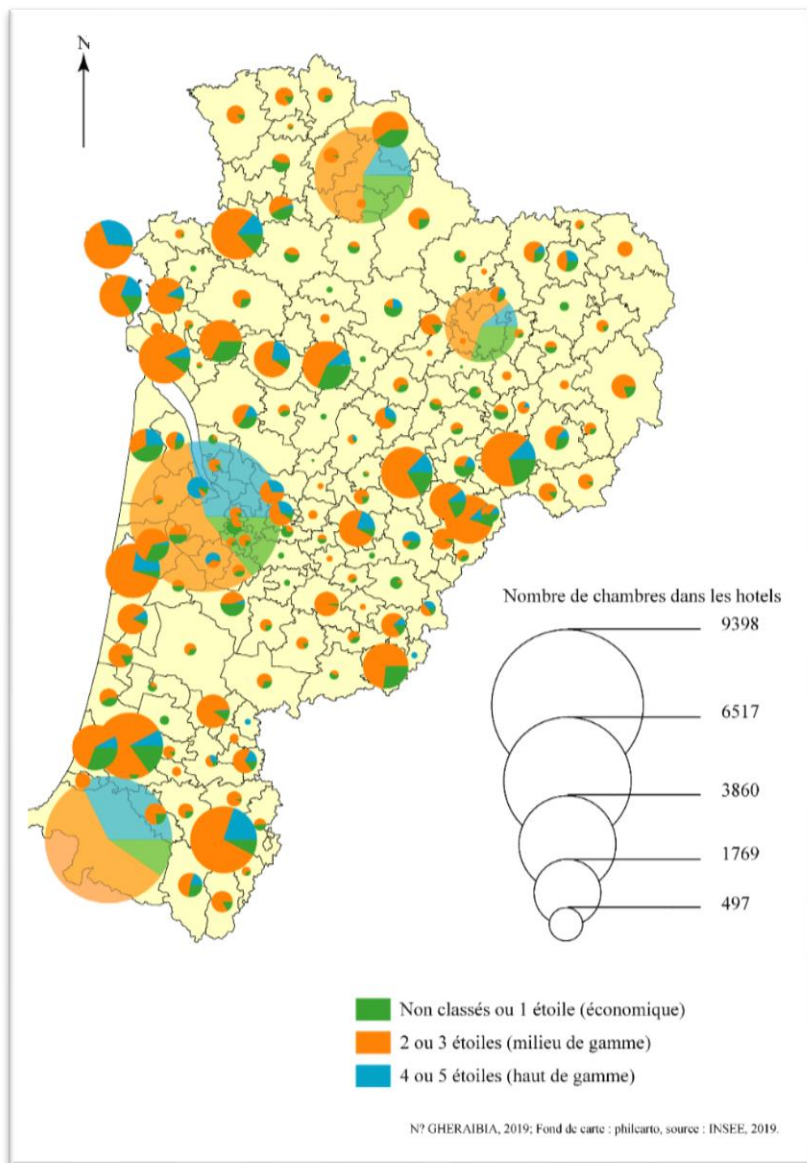 N
Nombre de chambres dans les hotels
9398
6517
3860
1769
497
Non classés ou 1 étoile (économique)
2 ou 3 étoiles (milieu de gamme)
4 ou 5 étoiles (haut de gamme)
N? GHERAIBIA, 2019; Fond de carte : philcarto, source : INSEE, 2019.